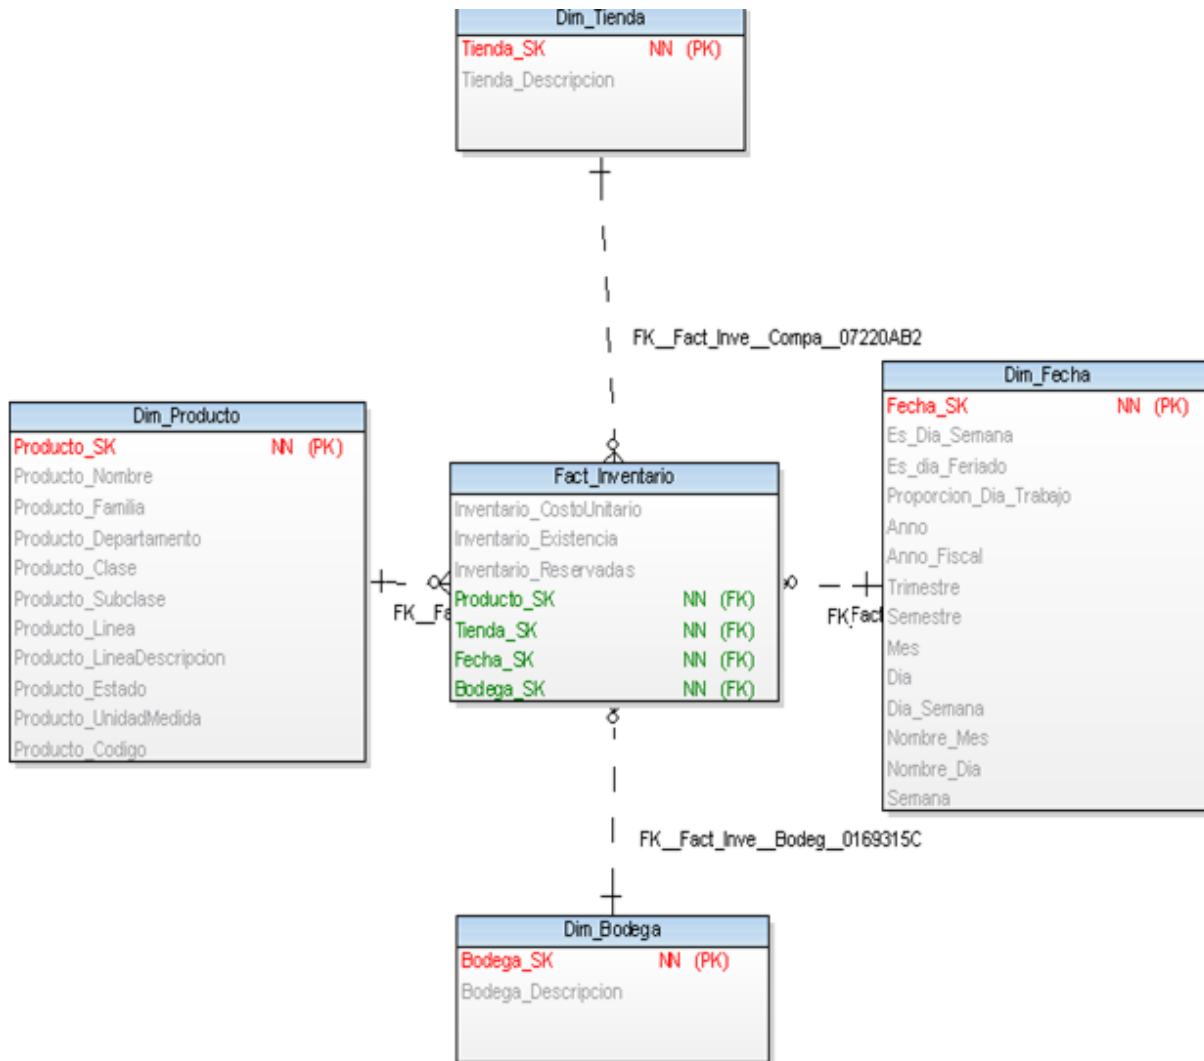 Dim_Tienda
Tienda_SK NN (PK)
Tienda_Descripcion
FK__Fact_Inve__Compa__07220AB2
Dim_Producto
Producto_SK NN (PK)
Producto_Nombre
Producto_Familia
Producto_Departamento
Producto_Clase
Producto_Subclase
Producto_Linea
Producto_LineaDescripcion
Producto_Estado
Producto_UnidadMedida
Producto_Codigo
FK__Fa
Fact_Inventario
Inventario_CostoUnitario
Inventario_Existencia
Inventario_Reservadas
Producto_SK NN (FK)
Tienda_SK NN (FK)
Fecha_SK NN (FK)
Bodega_SK NN (FK)
FK_Fact
Dim_Fecha
Fecha_SK NN (PK)
Es_Dia_Semana
Es_dia_Feriado
Proporcion_Dia_Trabajo
Anno
Anno_Fiscal
Trimestre
Semestre
Mes
Dia
Dia_Semana
Nombre_Mes
Nombre_Dia
Semana
FK__Fact_Inve__Bodeg__0169315C
Dim_Bodega
Bodega_SK NN (PK)
Bodega_Descripcion